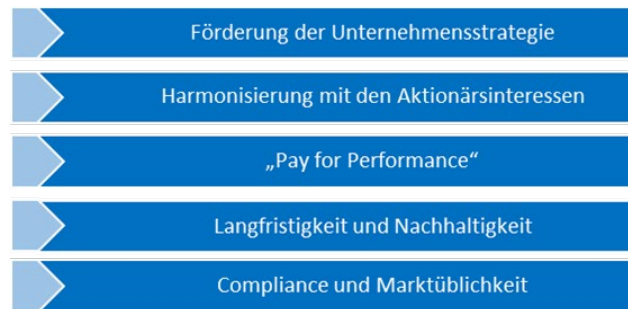 Förderung der Unternehmensstrategie
Harmonisierung mit den Aktionärsinteressen
„Pay for Performance“
Langfristigkeit und Nachhaltigkeit
Compliance und Marktüblichkeit